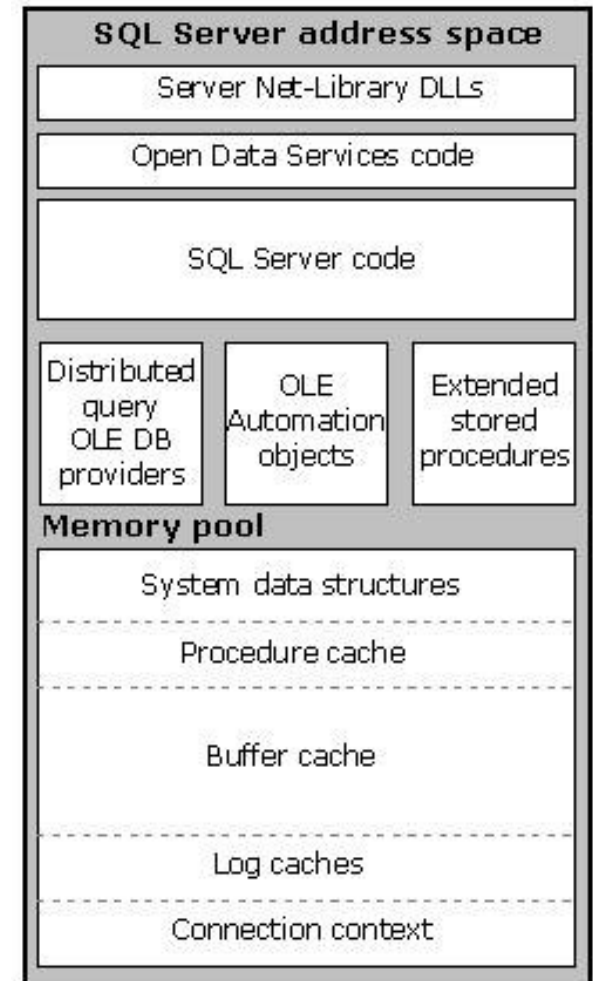 SQL Server address space
Server Net-Library DLLs
Open Data Services code
SQL Server code
Distributed
query
OLE DB
providers
OLE
Automation
objects
Extended
stored
procedures
Memory pool
System data structures
Procedure cache
Buffer cache
Log caches
Connection context